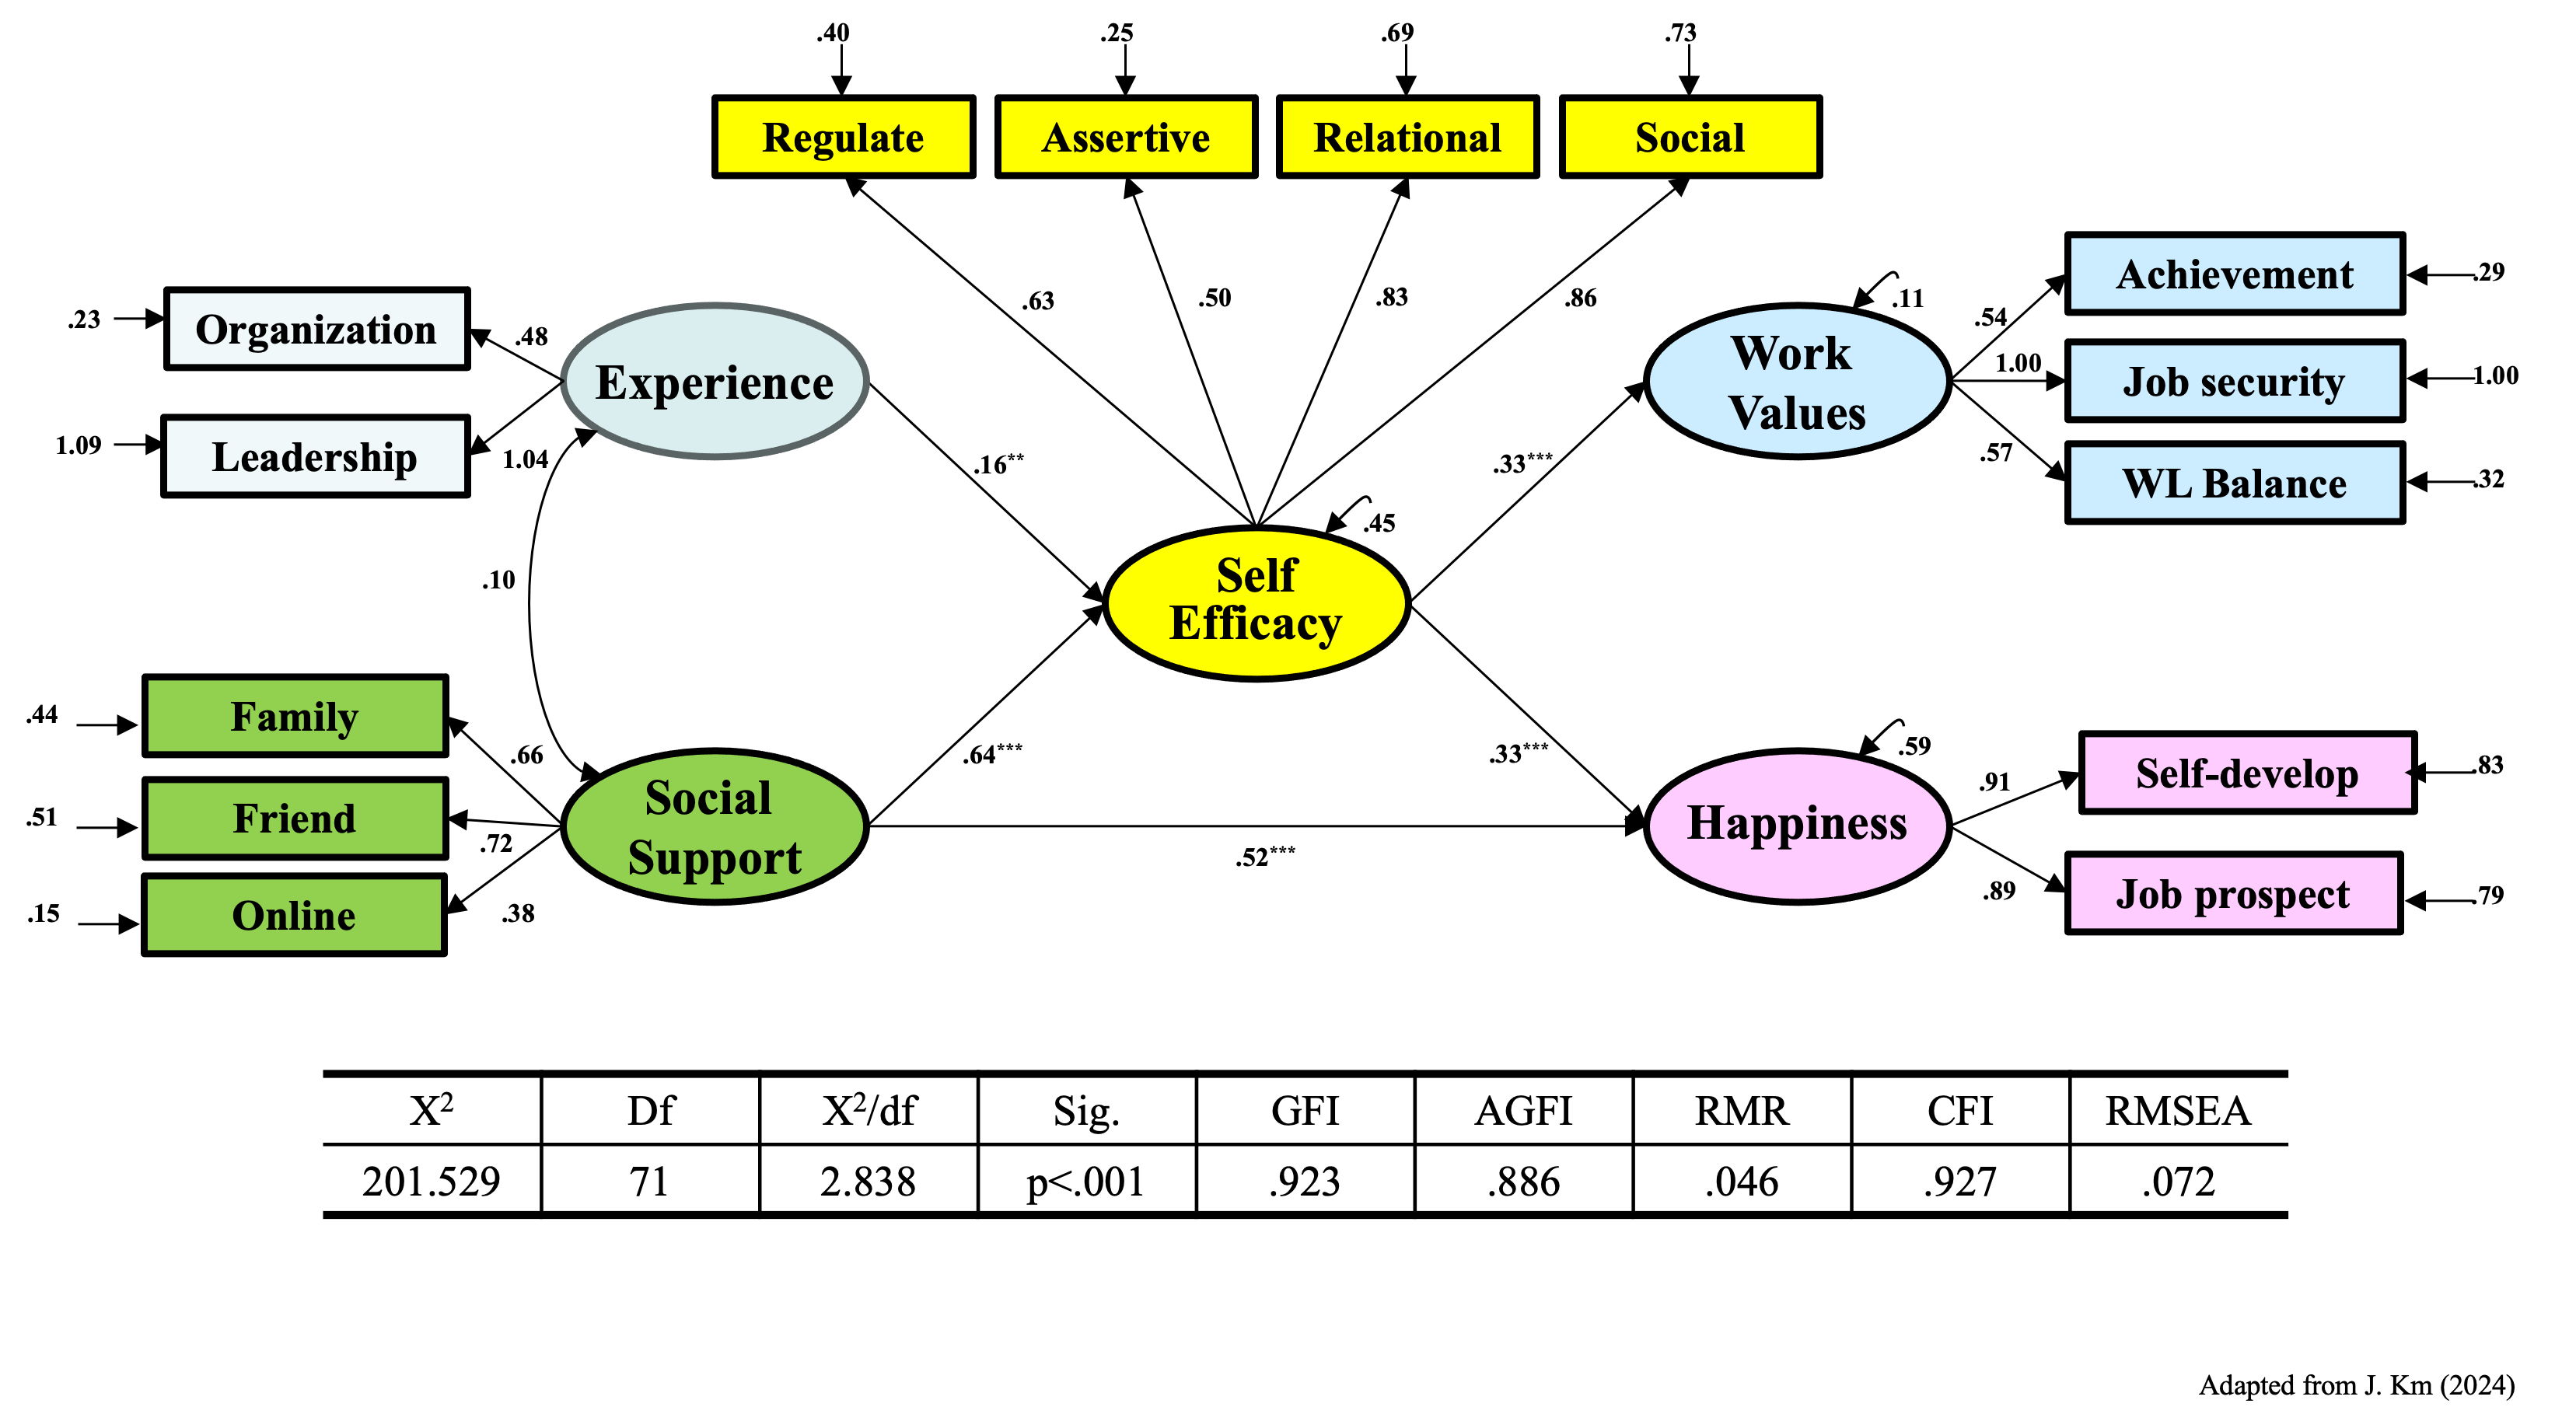 .40
.25
.69
.73
Regulate
Assertive
Relational
Social
.63
.50
.83
.86
.23
Organization
.48
1.09
Leadership
1.04
Experience
.16**
.10
.44
Family
.66
.51
Friend
.72
.15
Online
.38
Social
Support
.64***
.52***
Self
Efficacy
.45
.33***
.33***
Work
Values
.11
.54
Achievement
.29
1.00
Job security
1.00
.57
WL Balance
.32
Happiness
.59
.91
Self-develop
.83
.89
Job prospect
.79
X² Df X²/df Sig. GFI AGFI RMR CFI RMSEA
201.529 71 2.838 p<.001 .923 .886 .046 .927 .072
Adapted from J. Km (2024)